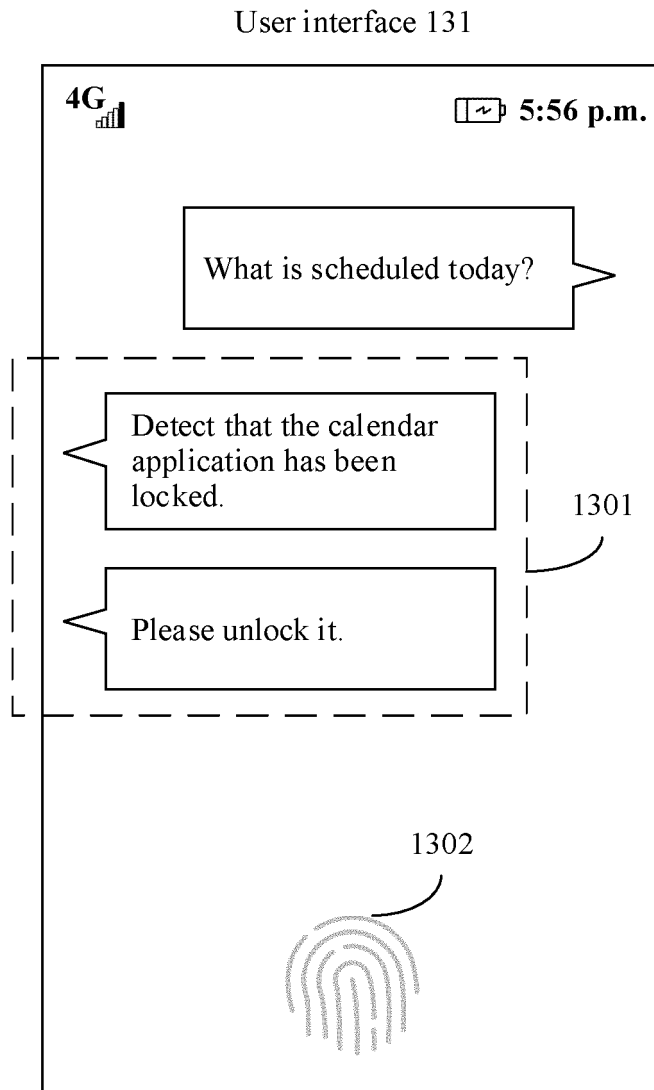 User interface 131
4G
5:56 p.m.
What is scheduled today?
Detect that the calendar
application has been
locked.
1301
Please unlock it.
1302